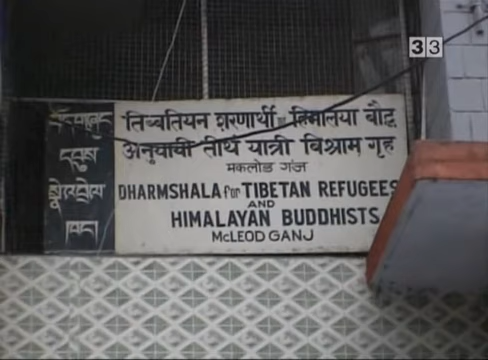 33
तिब्बतियन शरणार्थी हिमालया बौद्ध
अनुयायी तीर्थ यात्री विश्राम गृह
मकलोड गंज
DHARMSHALA for TIBETAN REFUGEES
AND
HIMALAYAN BUDDHISTS
McLEOD GANJ